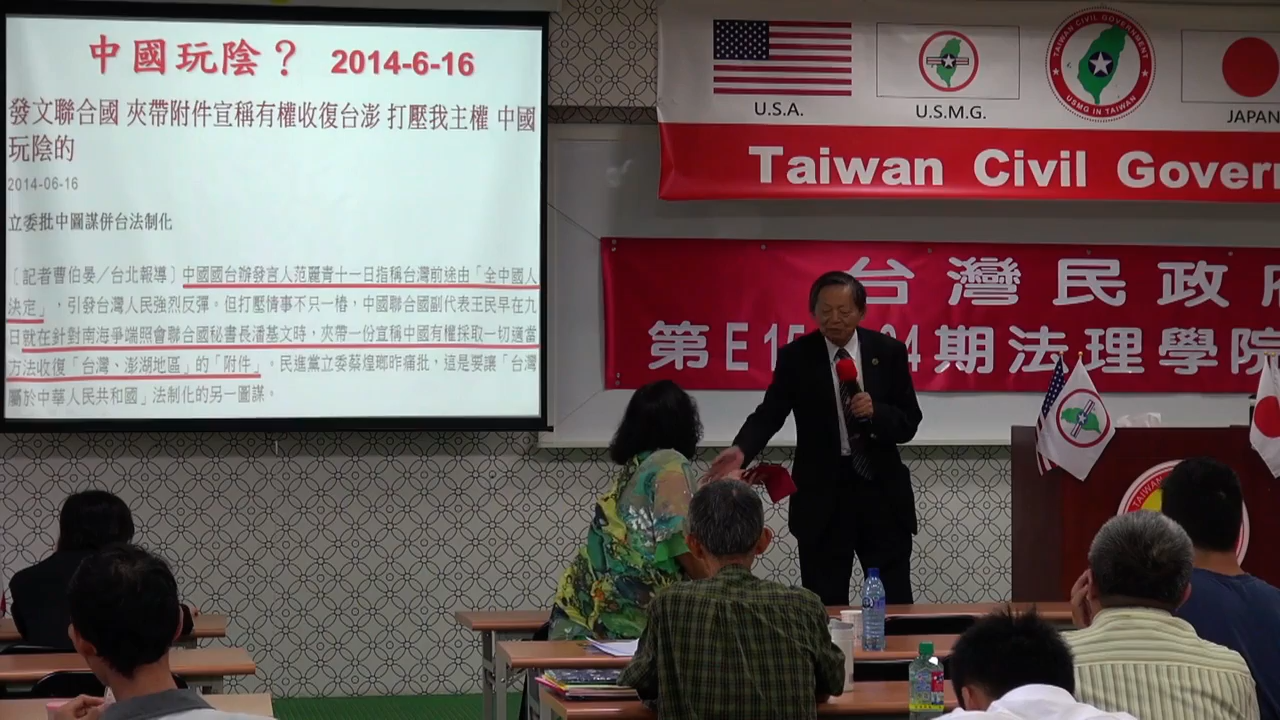 中國玩陰？ 2014-6-16
發文聯合國 夾帶附件宣稱有權收復台澎 打壓我主權 中國
玩陰的
2014-06-16
立委批中圖謀併台法制化
〔記者曹伯晏／台北報導〕中國國台辦發言人范麗青十一日指稱台灣前途由「全中國人
決定」，引發台灣人民強烈反彈。但打壓情事不只一樁，中國聯合國副代表王民早在九
日就在針對南海爭端照會聯合國秘書長潘基文時，夾帶一份宣稱中國有權採取一切適當
方法收復「台灣、澎湖地區」的「附件」。民進黨立委蔡煌瑯昨痛批，這是要讓「台灣
屬於中華人民共和國」法制化的另一圖謀。
TAIWAN CIVIL GOVERNMENT
USMG IN TAIWAN
U.S.A. U.S.M.G. JAPAN
Taiwan Civil Govern
台灣民政府
第E15 4期法理學院
TAIWAN